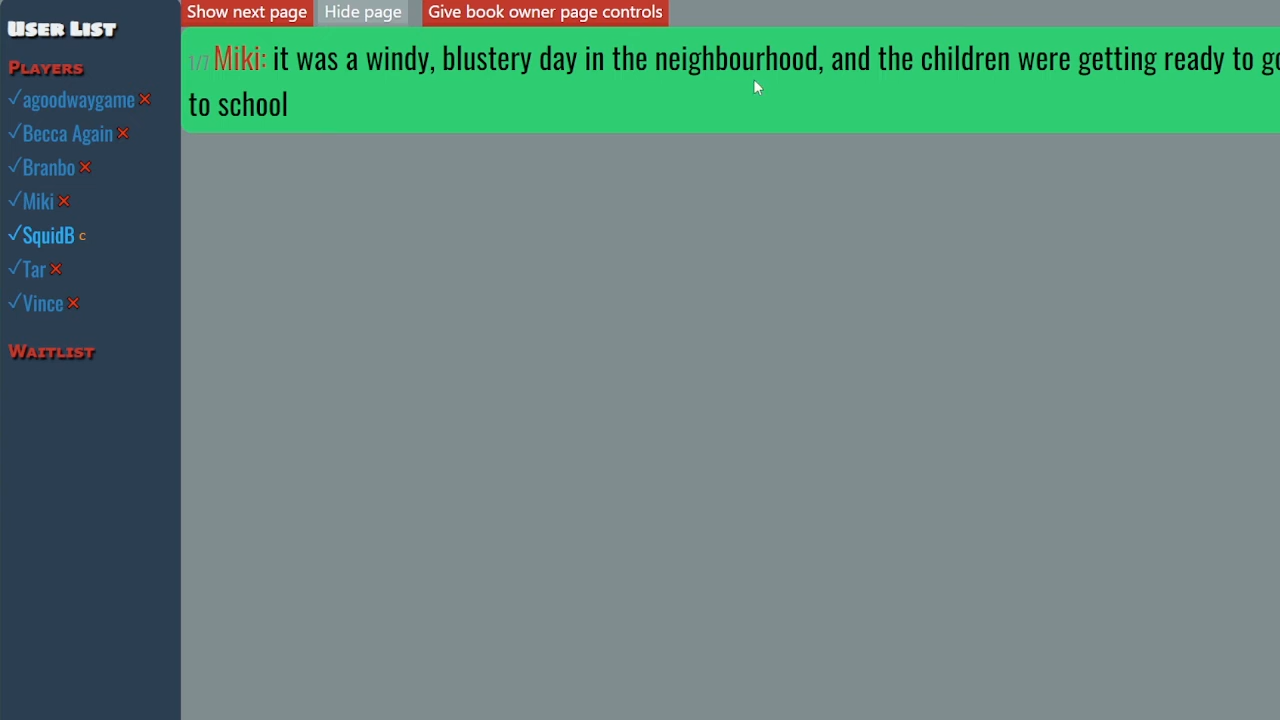 User List
Players
✓agoodwaygame ✕
✓Becca Again ✕
✓Branbo ✕
✓Miki ✕
✓SquidB c
✓Tar ✕
✓Vince ✕
Waitlist
Show next page Hide page Give book owner page controls
1/7 Miki: it was a windy, blustery day in the neighbourhood, and the children were getting ready to go
to school